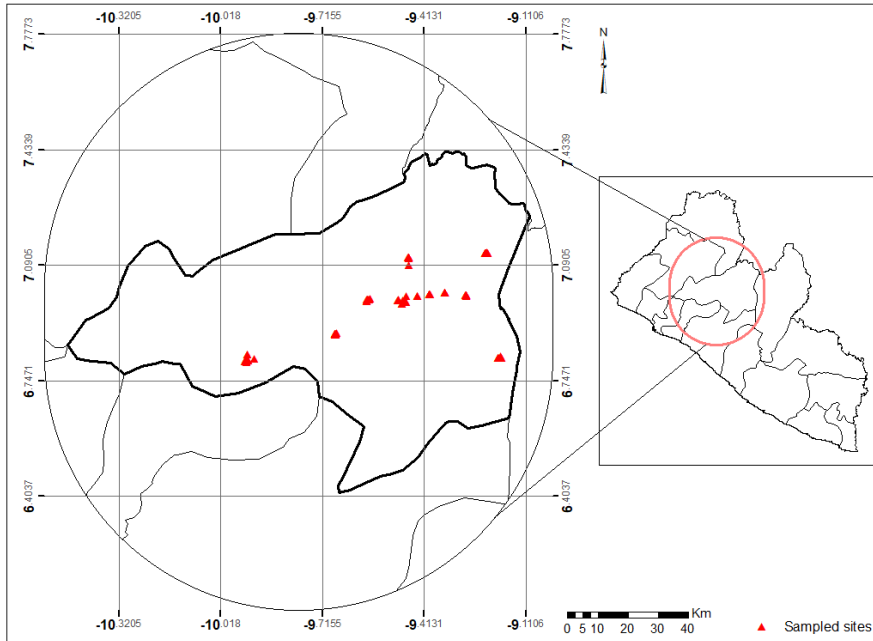 -10.3205 -10.018 -9.7155 -9.4131 -9.1106
7.7773 7.7773
N
7.4339 7.4339
7.0905 7.0905
6.7471 6.7471
6.4037 6.4037
-10.3205 -10.018 -9.7155 -9.4131 -9.1106
Km
0 5 10 20 30 40
Sampled sites